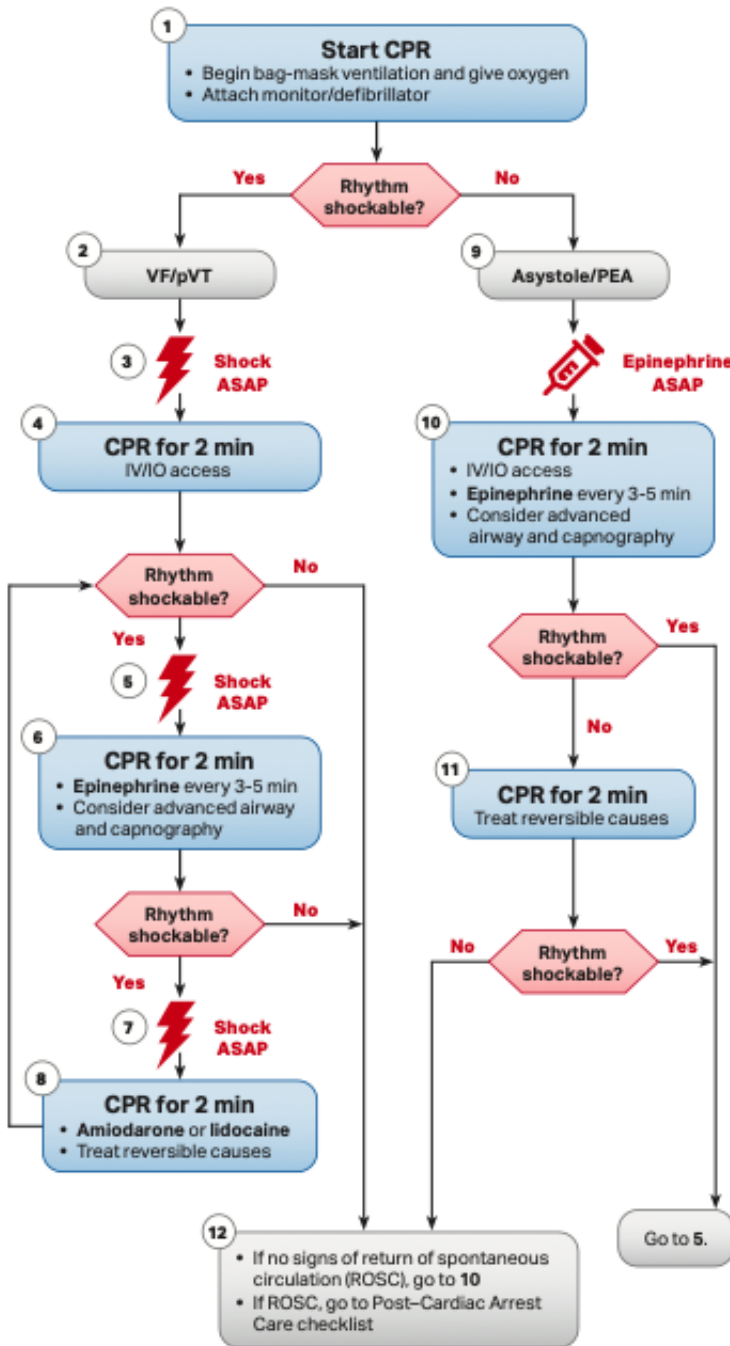 1
Start CPR
• Begin bag-mask ventilation and give oxygen
• Attach monitor/defibrillator
Rhythm
shockable?
Yes
No
2
VF/pVT
3
Shock
ASAP
4
CPR for 2 min
IV/IO access
Rhythm
shockable?
No
Yes
5
Shock
ASAP
6
CPR for 2 min
• Epinephrine every 3-5 min
• Consider advanced airway
and capnography
Rhythm
shockable?
No
Yes
7
Shock
ASAP
8
CPR for 2 min
• Amiodarone or lidocaine
• Treat reversible causes
9
Asystole/PEA
Epinephrine
ASAP
10
CPR for 2 min
• IV/IO access
• Epinephrine every 3-5 min
• Consider advanced
airway and capnography
Rhythm
shockable?
Yes
No
11
CPR for 2 min
Treat reversible causes
Rhythm
shockable?
No
Yes
12
• If no signs of return of spontaneous
circulation (ROSC), go to 10
• If ROSC, go to Post–Cardiac Arrest
Care checklist
Go to 5.